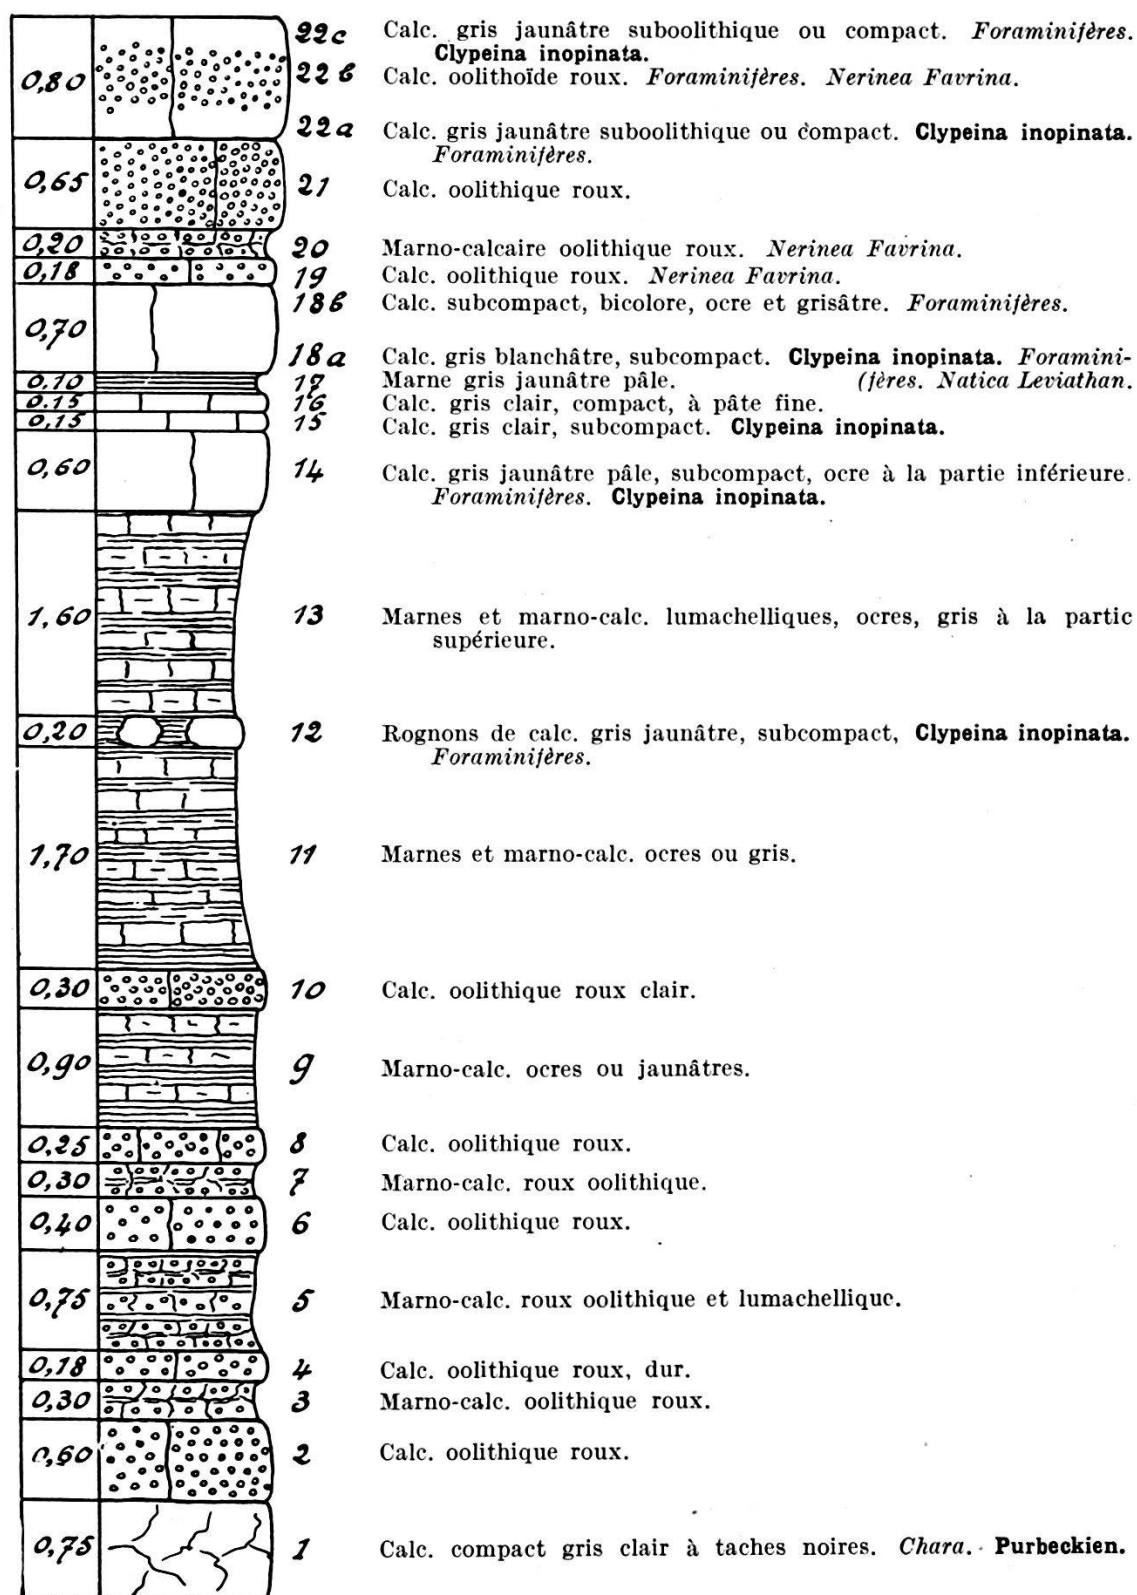 0,80
22c Calc. gris jaunâtre suboolithique ou compact. Foraminifères.
Clypeina inopinata.
22b Calc. oolithoïde roux. Foraminifères. Nerinea Favrina.
22a Calc. gris jaunâtre suboolithique ou compact. Clypeina inopinata.
Foraminifères.
0,65 21 Calc. oolithique roux.
0,20 20 Marno-calcaire oolithique roux. Nerinea Favrina.
0,18 19 Calc. oolithique roux. Nerinea Favrina.
18b Calc. subcompact, bicolore, ocre et grisâtre. Foraminifères.
0,70
18a Calc. gris blanchâtre, subcompact. Clypeina inopinata. Foramini-
0.10 17 Marne gris jaunâtre pâle. (fères. Natica Leviathan.
0.15 16 Calc. gris clair, compact, à pâte fine.
0,15 15 Calc. gris clair, subcompact. Clypeina inopinata.
0,60 14 Calc. gris jaunâtre pâle, subcompact, ocre à la partie inférieure.
Foraminifères. Clypeina inopinata.
1,60 13 Marnes et marno-calc. lumachelliques, ocres, gris à la partie
supérieure.
0,20 12 Rognons de calc. gris jaunâtre, subcompact, Clypeina inopinata.
Foraminifères.
1,70 11 Marnes et marno-calc. ocres ou gris.
0,30 10 Calc. oolithique roux clair.
0,90 9 Marno-calc. ocres ou jaunâtres.
0,25 8 Calc. oolithique roux.
0,30 7 Marno-calc. roux oolithique.
0,40 6 Calc. oolithique roux.
0,75 5 Marno-calc. roux oolithique et lumachellique.
0,18 4 Calc. oolithique roux, dur.
0,30 3 Marno-calc. oolithique roux.
0,60 2 Calc. oolithique roux.
0,75 1 Calc. compact gris clair à taches noires. Chara. Purbeckien.